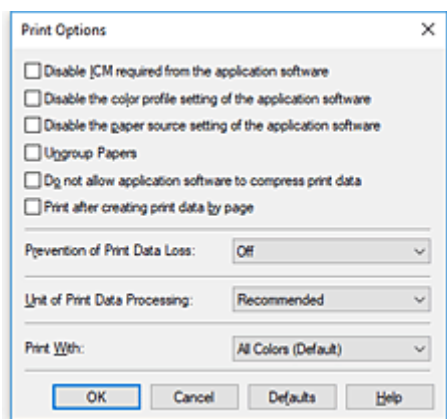 Print Options
Disable ICM required from the application software
Disable the color profile setting of the application software
Disable the paper source setting of the application software
Ungroup Papers
Do not allow application software to compress print data
Print after creating print data by page
Prevention of Print Data Loss: Off
Unit of Print Data Processing: Recommended
Print With: All Colors (Default)
OK Cancel Defaults Help